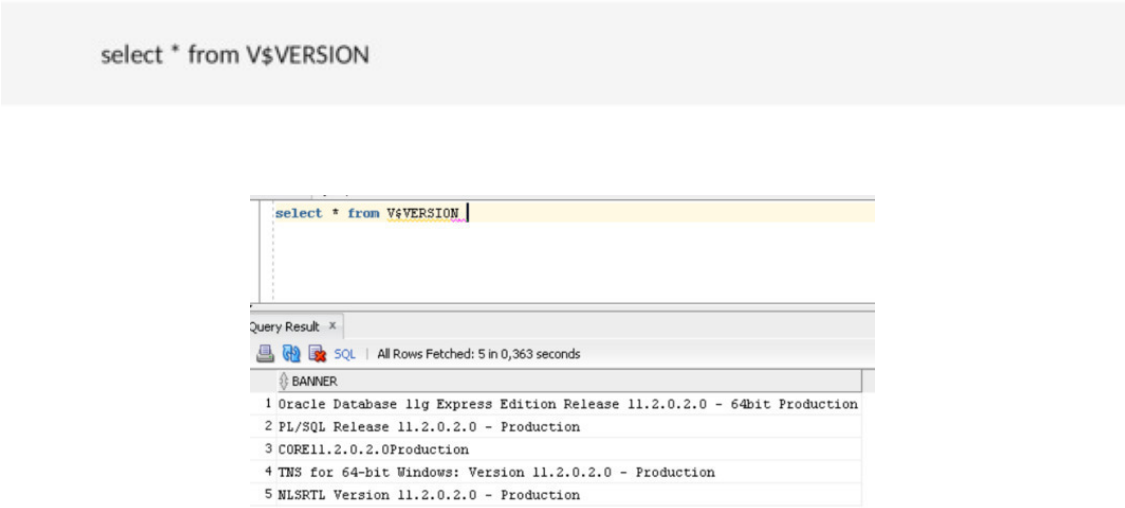 select * from V$VERSION
select * from V$VERSION
Query Result x
SQL | All Rows Fetched: 5 in 0,363 seconds
BANNER
1 Oracle Database 11g Express Edition Release 11.2.0.2.0 - 64bit Production
2 PL/SQL Release 11.2.0.2.0 - Production
3 CORE11.2.0.2.0Production
4 TNS for 64-bit Windows: Version 11.2.0.2.0 - Production
5 NLSRTL Version 11.2.0.2.0 - Production